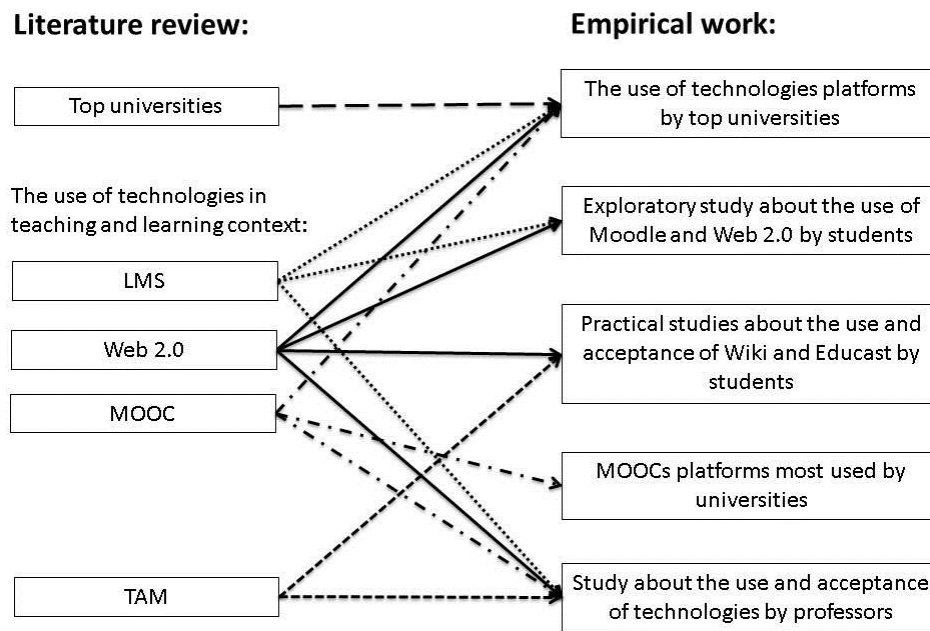 Literature review:
Empirical work:
Top universities
The use of technologies platforms
by top universities
The use of technologies in
teaching and learning context:
Exploratory study about the use of
Moodle and Web 2.0 by students
LMS
Web 2.0
Practical studies about the use and
acceptance of Wiki and Educast by
students
MOOC
MOOCs platforms most used by
universities
TAM
Study about the use and acceptance
of technologies by professors